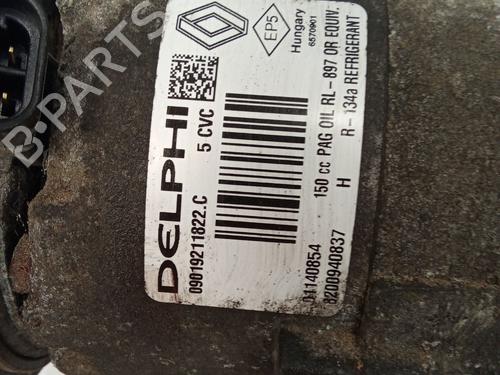 DELPHI
5 CVC
09019211822.C
EP5
Hungary
6570901
150 cc PAG OIL RL-897 OR EQUIV.
R-134a REFRIGERANT
H
01140854
8200940837
B-PARTS